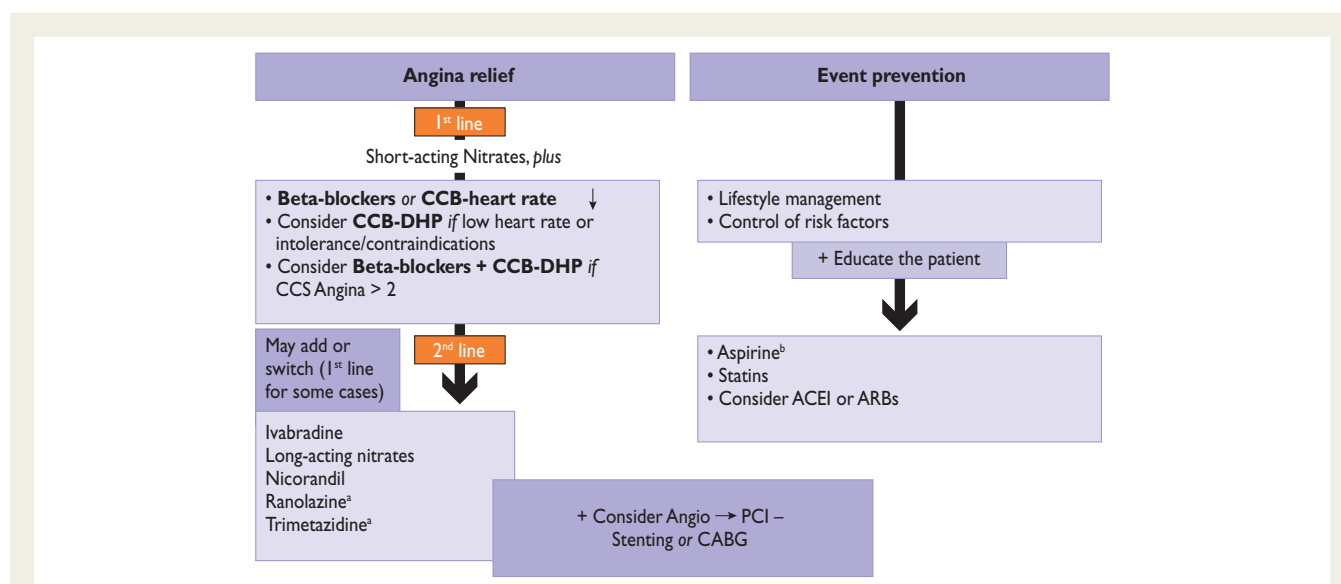 Angina relief
1st line
Short-acting Nitrates, plus
• Beta-blockers or CCB-heart rate ↓
• Consider CCB-DHP if low heart rate or
intolerance/contraindications
• Consider Beta-blockers + CCB-DHP if
CCS Angina > 2
May add or
switch (1st line
for some cases)
2nd line
Ivabradine
Long-acting nitrates
Nicorandil
Ranolazineᵃ
Trimetazidineᵃ
+ Consider Angio → PCI –
Stenting or CABG
Event prevention
• Lifestyle management
• Control of risk factors
+ Educate the patient
• Aspirineᵇ
• Statins
• Consider ACEI or ARBs